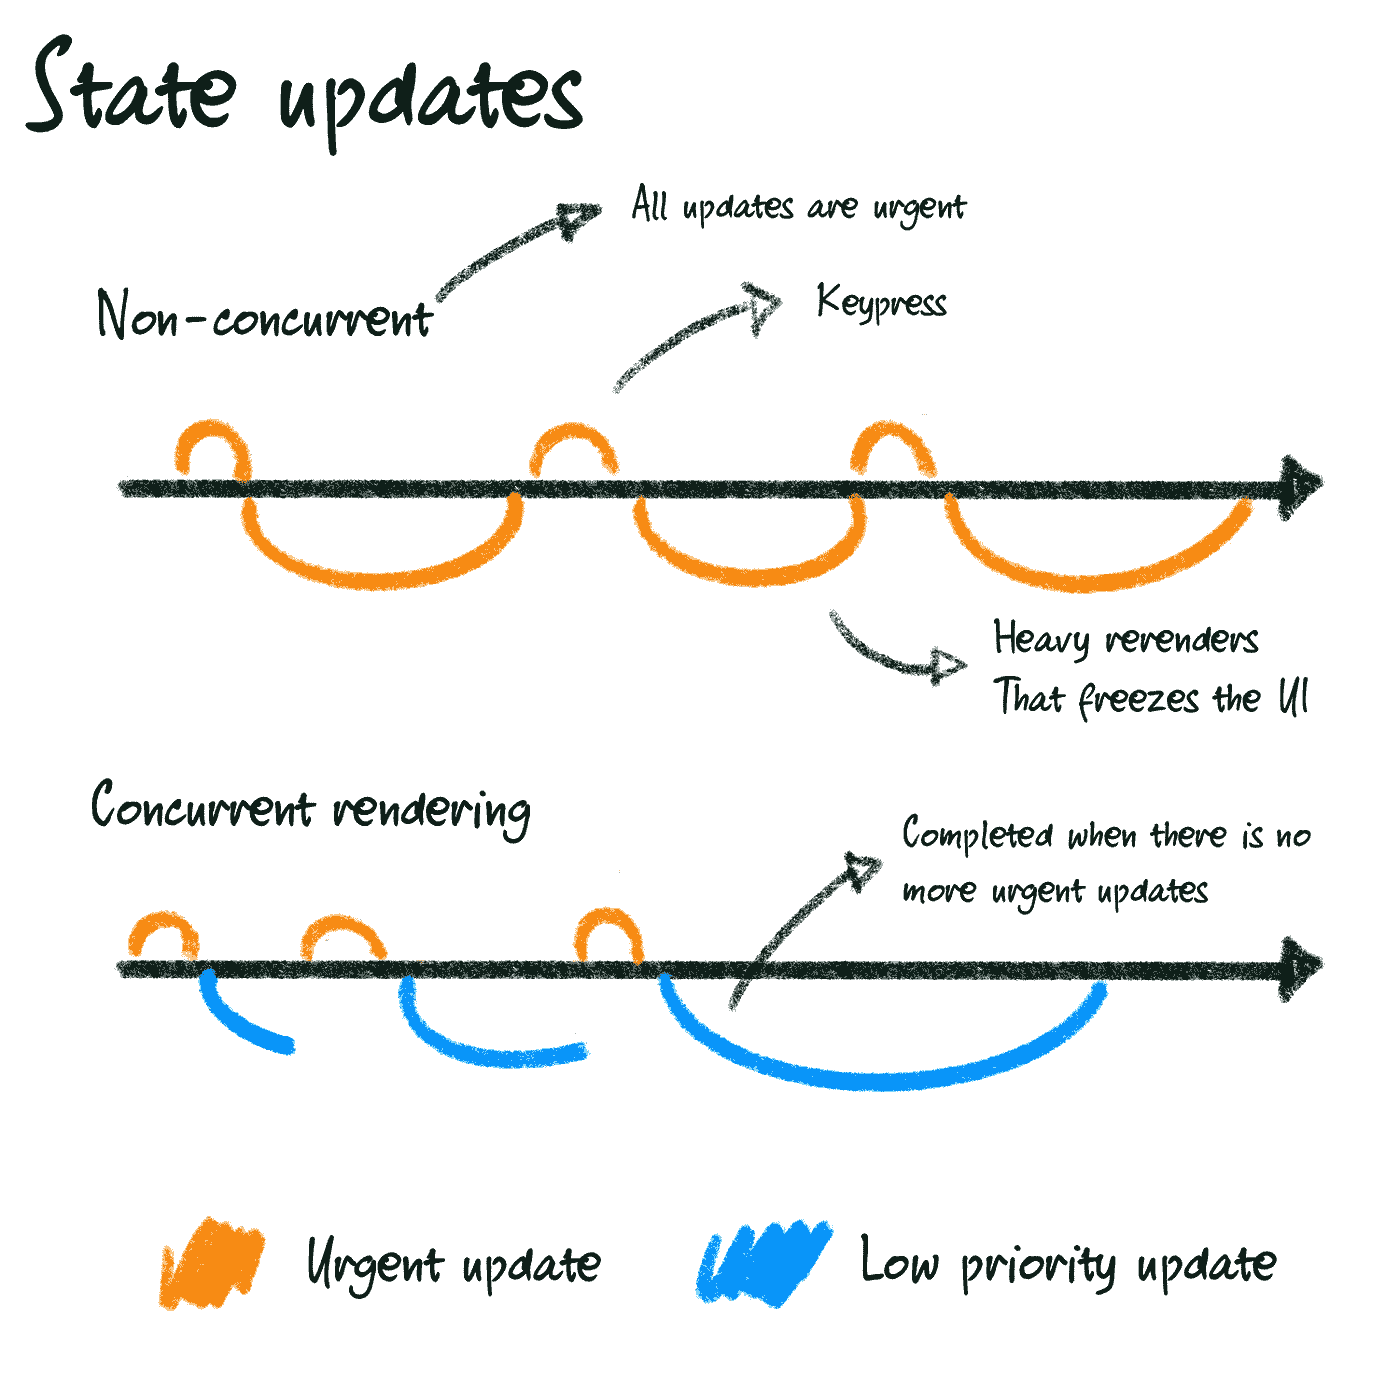 State updates
All updates are urgent
Keypress
Non-concurrent
Heavy rerenders
That freezes the UI
Concurrent rendering
Completed when there is no
more urgent updates
Urgent update
Low priority update